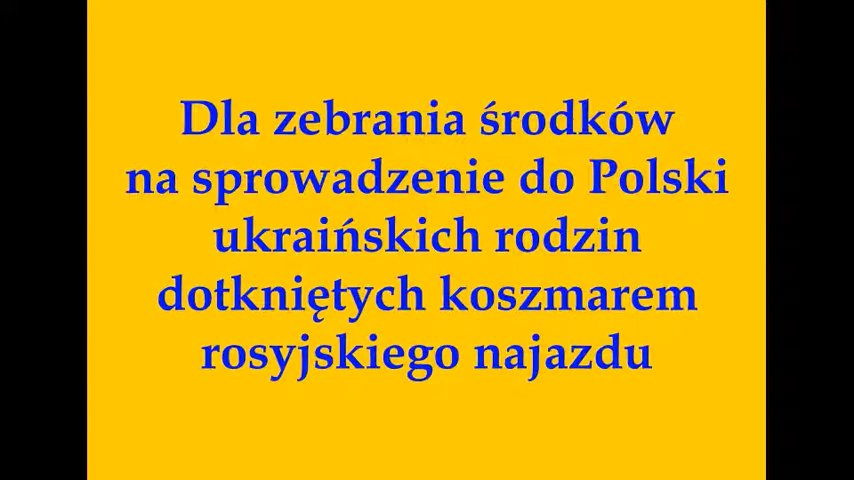 Dla zebrania środków
na sprowadzenie do Polski
ukraińskich rodzin
dotkniętych koszmarem
rosyjskiego najazdu